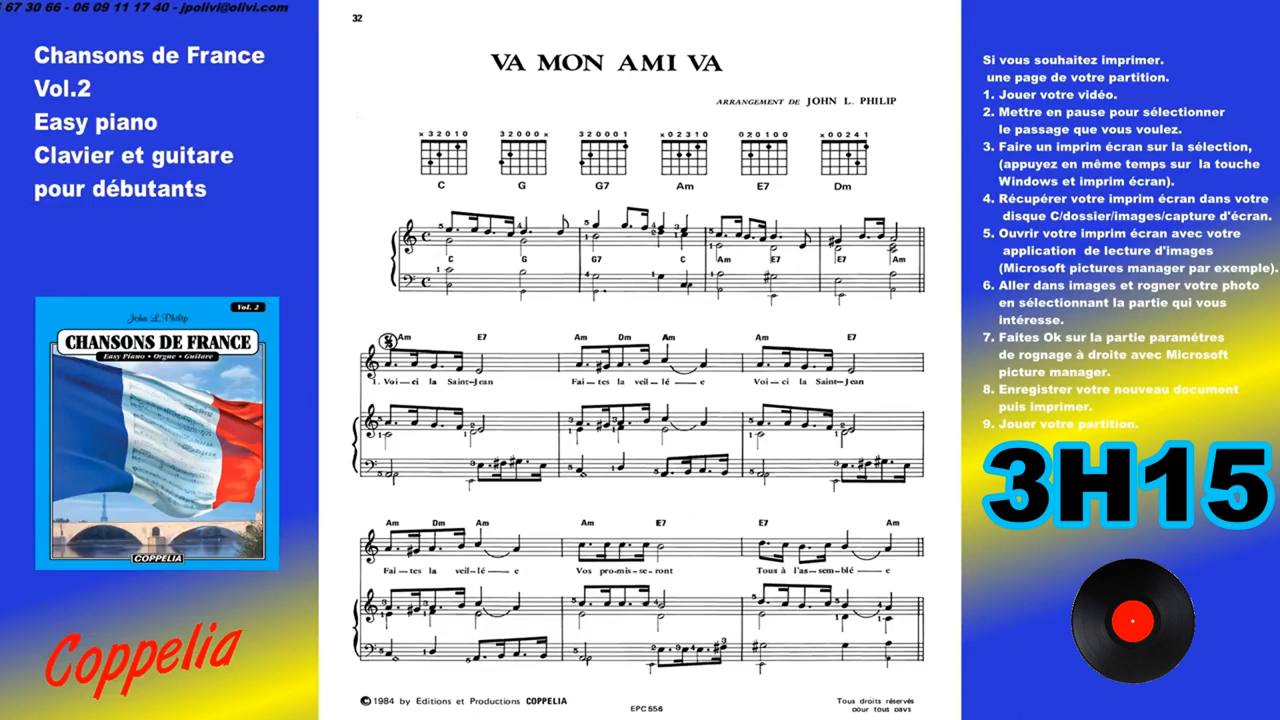 67 30 66 - 06 09 11 17 40 - jpolivi@olivi.com
Chansons de France
Vol.2
Easy piano
Clavier et guitare
pour débutants
Vol. 2
John L. Philip
CHANSONS DE FRANCE
Easy Piano • Orgue • Guitare
COPPELIA
Coppelia
32
VA MON AMI VA
ARRANGEMENT DE JOHN L. PHILIP
x32010 32000x 320001 x02310 020100 x00241
C G G7 Am E7 Dm
C G G7 C Am E7 E7 Am
Am E7 Am Dm Am Am E7
1. Voi-ci la Saint-Jean Fai-tes la veil-lé-e Voi-ci la Saint-Jean
Am Dm Am Am E7 E7 Am
Fai-tes la veil-lé-e Vos pro-mis-se-ront Tous à l'as-sem-blé-e
©1984 by Editions et Productions COPPELIA
EPC 556
Tous droits réservés
pour tous pays
Si vous souhaitez imprimer.
une page de votre partition.
1. Jouer votre vidéo.
2. Mettre en pause pour sélectionner
le passage que vous voulez.
3. Faire un imprim écran sur la sélection,
(appuyez en même temps sur la touche
Windows et imprim écran).
4. Récupérer votre imprim écran dans votre
disque C/dossier/images/capture d'écran.
5. Ouvrir votre imprim écran avec votre
application de lecture d'images
(Microsoft pictures manager par exemple).
6. Aller dans images et rogner votre photo
en sélectionnant la partie qui vous
intéresse.
7. Faites Ok sur la partie paramétres
de rognage à droite avec Microsoft
picture manager.
8. Enregistrer votre nouveau document
puis imprimer.
9. Jouer votre partition.
3H15